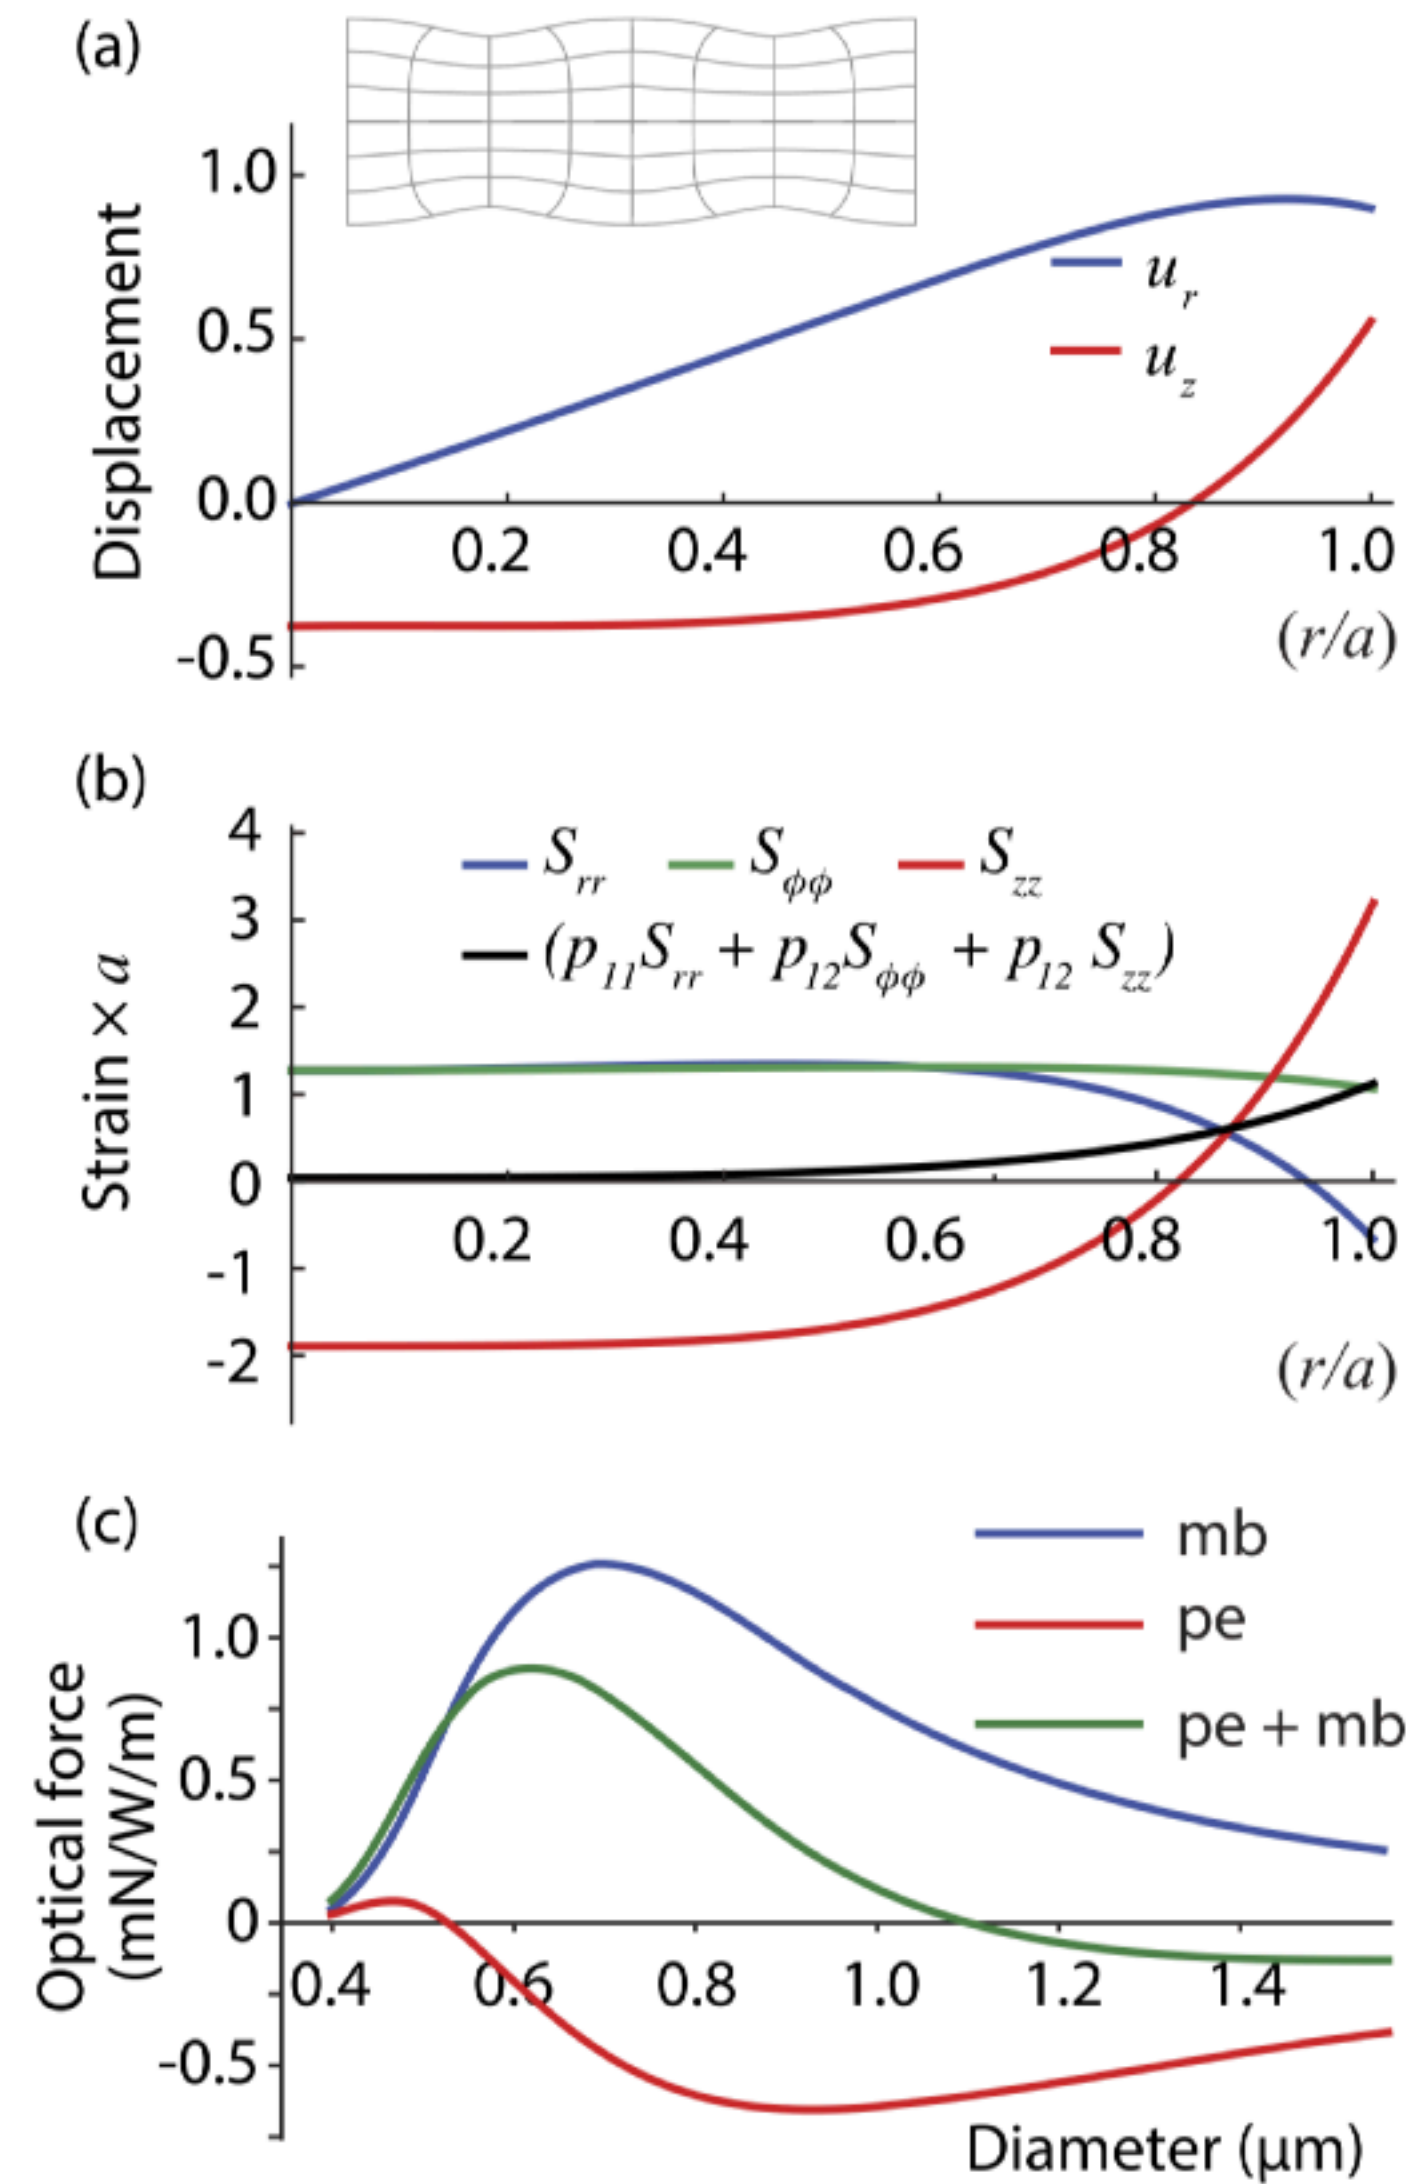 (a)
Displacement
1.0
0.5
0.0
-0.5
u_r
u_z
0.2 0.4 0.6 0.8 1.0
(r/a)
(b)
Strain × a
4
3
2
1
0
-1
-2
S_rr S_ϕϕ S_zz
(p_11 S_rr + p_12 S_ϕϕ + p_12 S_zz)
0.2 0.4 0.6 0.8 1.0
(r/a)
(c)
Optical force
(mN/W/m)
1.0
0.5
0
-0.5
mb
pe
pe + mb
0.4 0.6 0.8 1.0 1.2 1.4
Diameter (μm)